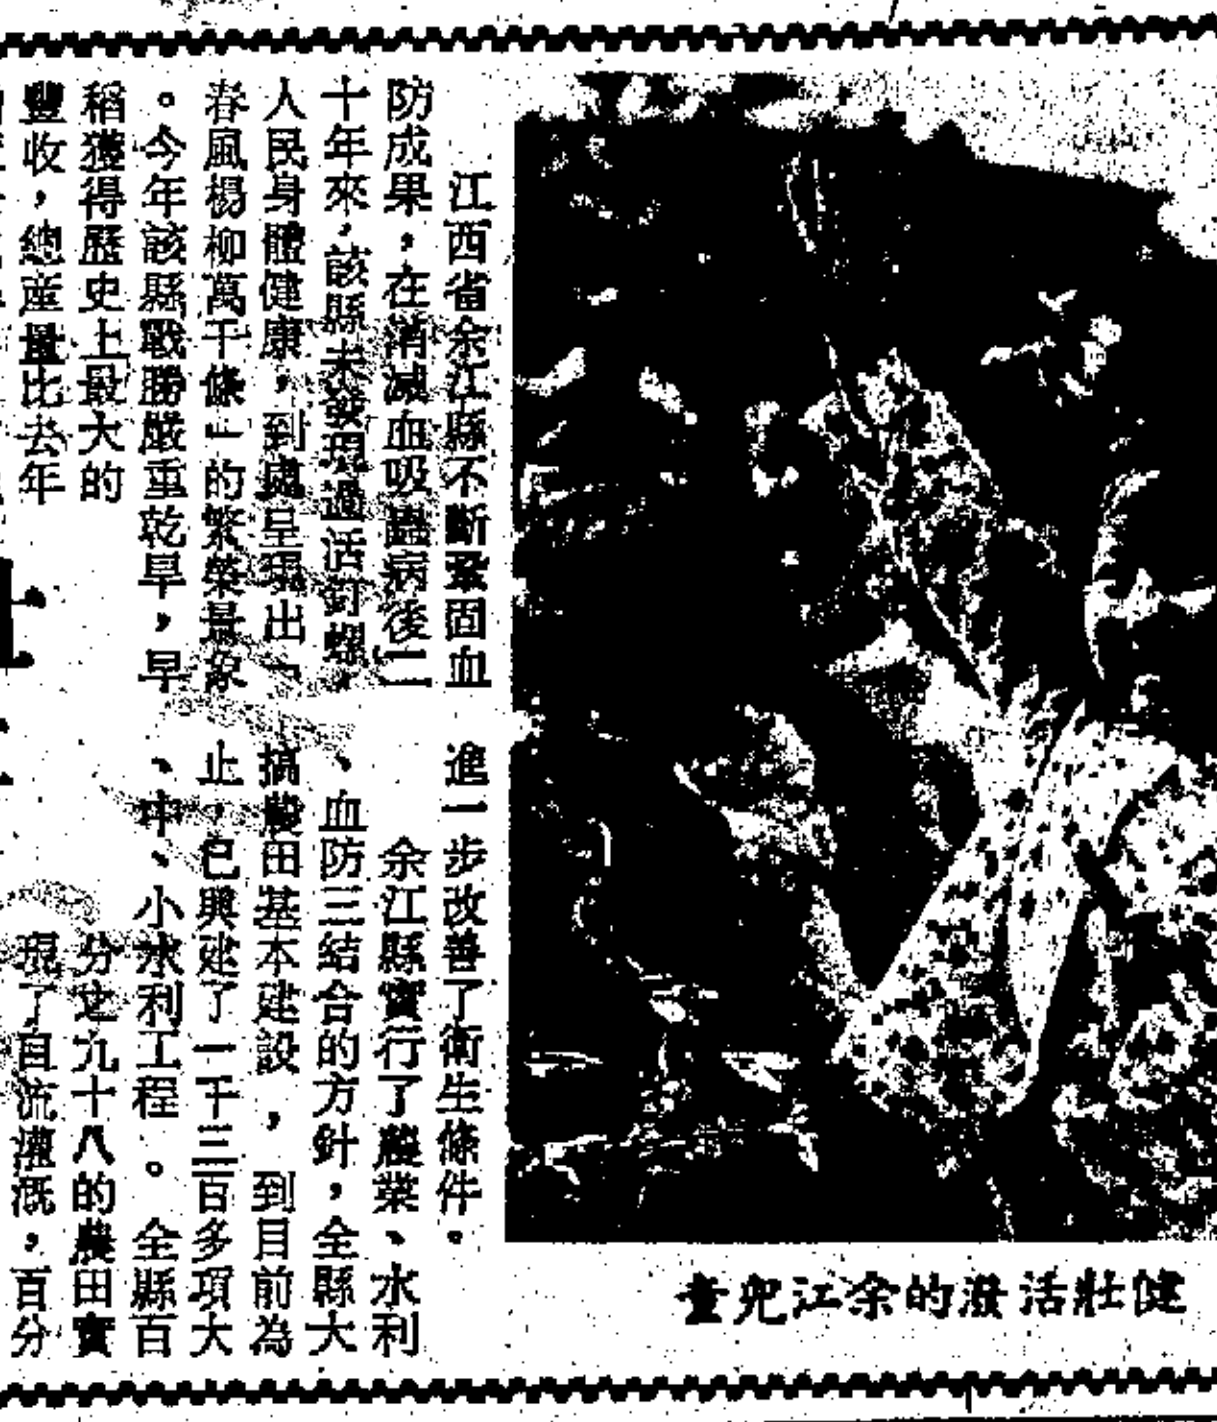 江西省余江縣不斷鞏固血
防成果，在消滅血吸蟲病後二
十年來，該縣未發現過活釘螺，
人民身體健康，到處呈現出「
春風楊柳萬千條」的繁榮景象
。今年該縣戰勝嚴重乾旱，早
稻獲得歷史上最大的
豐收，總產量比去年
進一步改善了衛生條件。
余江縣實行了農業、水利
、血防三結合的方針，全縣大
搞農田基本建設，到目前為
止，已興建了一千三百多項大
、中、小水利工程。全縣百
分之九十八的農田實
現了自流灌溉，百分
健壯活潑的余江兒童